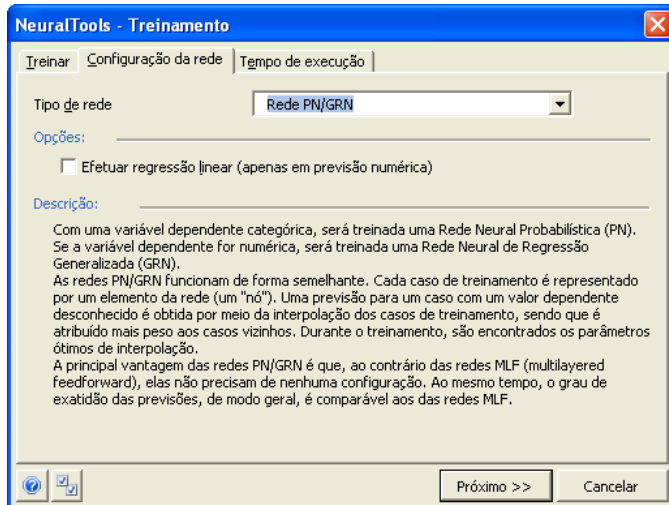 NeuralTools - Treinamento
Treinar Configuração da rede Tempo de execução
Tipo de rede Rede PN/GRN
Opções:
Efetuar regressão linear (apenas em previsão numérica)
Descrição:
Com uma variável dependente categórica, será treinada uma Rede Neural Probabilística (PN).
Se a variável dependente for numérica, será treinada uma Rede Neural de Regressão
Generalizada (GRN).
As redes PN/GRN funcionam de forma semelhante. Cada caso de treinamento é representado
por um elemento da rede (um "nó"). Uma previsão para um caso com um valor dependente
desconhecido é obtida por meio da interpolação dos casos de treinamento, sendo que é
atribuído mais peso aos casos vizinhos. Durante o treinamento, são encontrados os parâmetros
ótimos de interpolação.
A principal vantagem das redes PN/GRN é que, ao contrário das redes MLF (multilayered
feedforward), elas não precisam de nenhuma configuração. Ao mesmo tempo, o grau de
exatidão das previsões, de modo geral, é comparável aos das redes MLF.
Próximo >> Cancelar